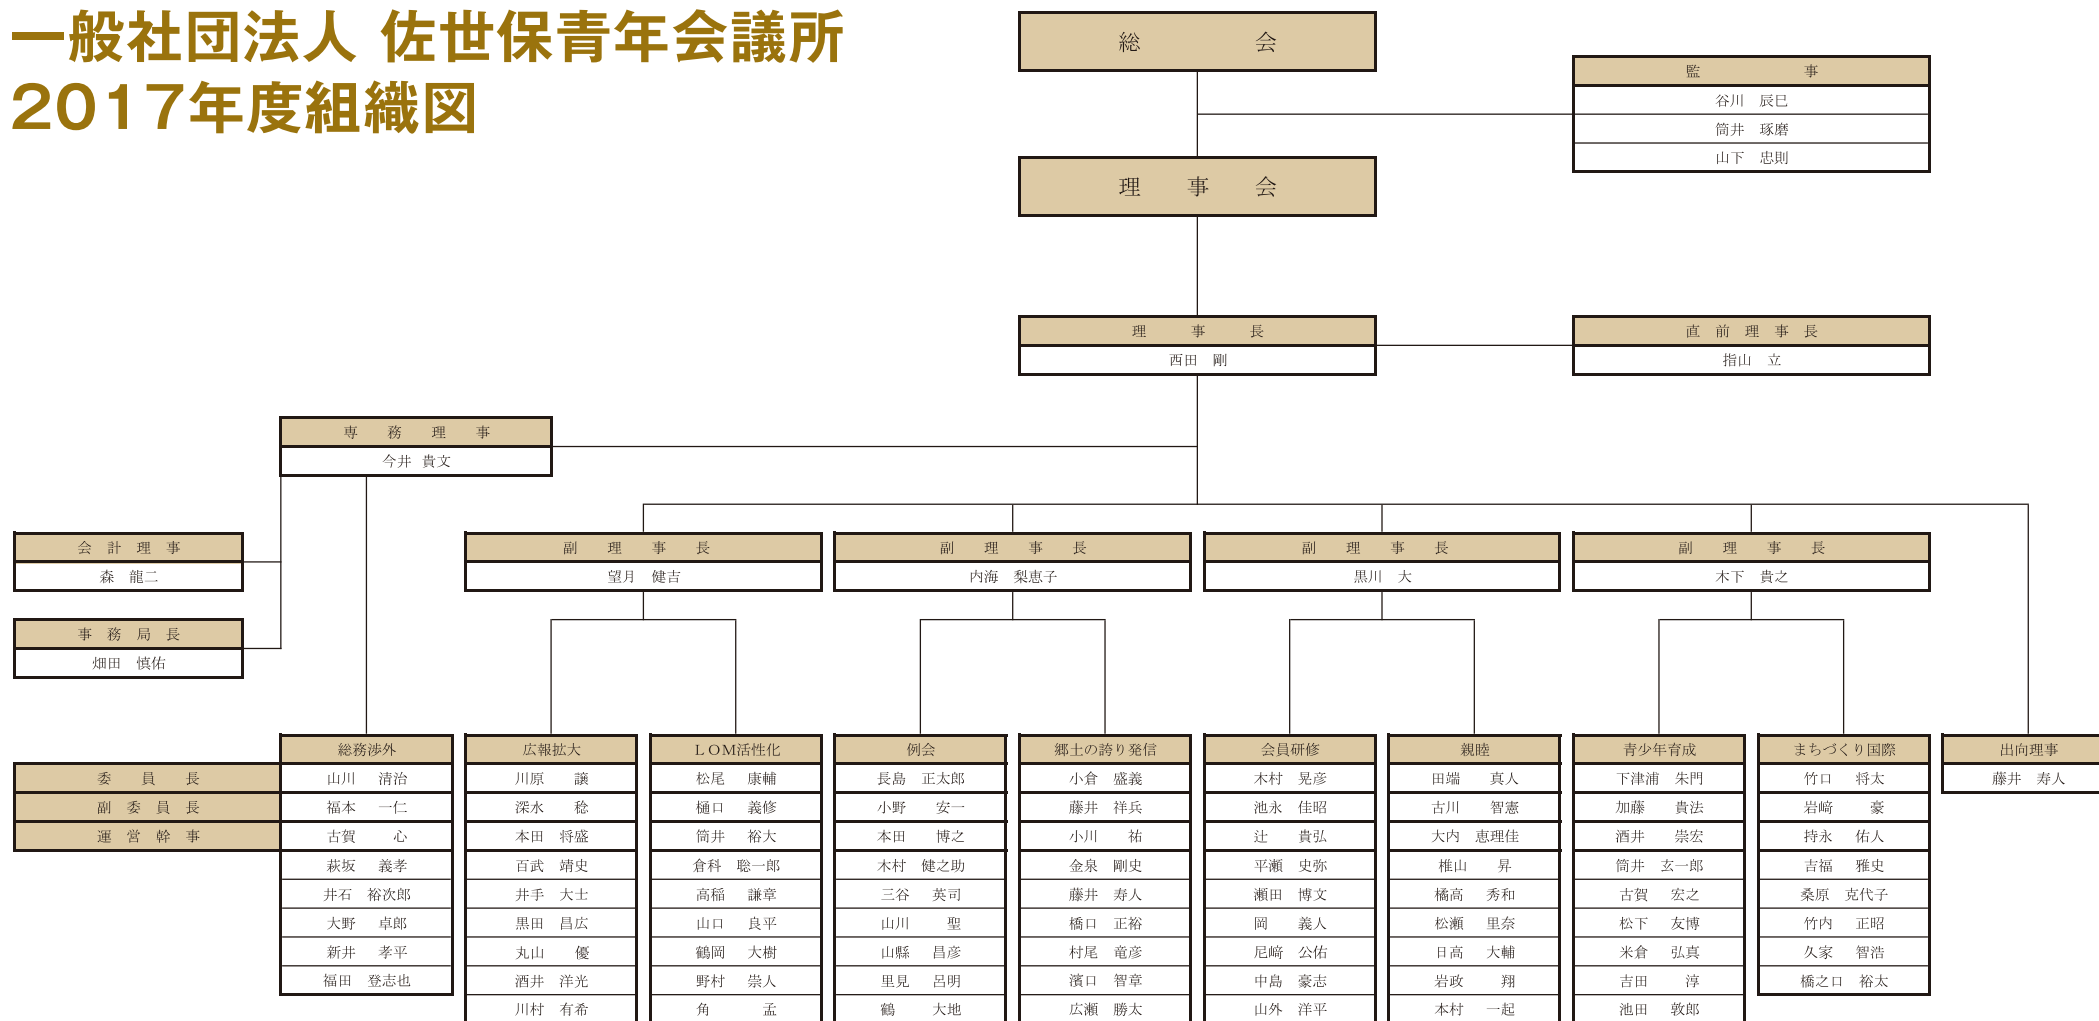 一般社団法人 佐世保青年会議所
2017年度組織図
総 会
監 事
谷川 辰巳
筒井 琢磨
山下 忠則
理 事 会
理 事 長
西田 剛
直 前 理 事 長
指山 立
専 務 理 事
今井 貴文
会 計 理 事
森 龍二
事 務 局 長
畑田 慎佑
副 理 事 長
望月 健吉
副 理 事 長
内海 梨恵子
副 理 事 長
黒川 大
副 理 事 長
木下 貴之
総務渉外 広報拡大 LOM活性化 例会 郷土の誇り発信 会員研修 親睦 青少年育成 まちづくり国際 出向理事
委 員 長 山川 清治 川原 譲 松尾 康輔 長島 正太郎 小倉 盛義 木村 晃彦 田端 真人 下津浦 朱門 竹口 将太 藤井 寿人
副 委 員 長 福本 一仁 深水 稔 樋口 義修 小野 安一 藤井 祥兵 池永 佳昭 古川 智憲 加藤 貴法 岩﨑 豪
運 営 幹 事 古賀 心 本田 将盛 筒井 裕大 本田 博之 小川 祐 辻 貴弘 大内 恵理佳 酒井 崇宏 持永 佑人
萩坂 義孝 百武 靖史 倉科 聡一郎 木村 健之助 金泉 剛史 平瀬 史弥 椎山 昇 筒井 玄一郎 吉福 雅史
井石 裕次郎 井手 大士 高稲 謙章 三谷 英司 藤井 寿人 瀬田 博文 橘高 秀和 古賀 宏之 桑原 克代子
大野 卓郎 黒田 昌広 山口 良平 山川 聖 橋口 正裕 岡 義人 松瀬 里奈 松下 友博 竹内 正昭
新井 孝平 丸山 優 鶴岡 大樹 山縣 昌彦 村尾 竜彦 尼﨑 公佑 日高 大輔 米倉 弘真 久家 智浩
福田 登志也 酒井 洋光 野村 崇人 里見 呂明 濱口 智章 中島 豪志 岩政 翔 吉田 淳 橋之口 裕太
川村 有希 角 孟 鶴 大地 広瀬 勝太 山外 洋平 本村 一起 池田 敦郎